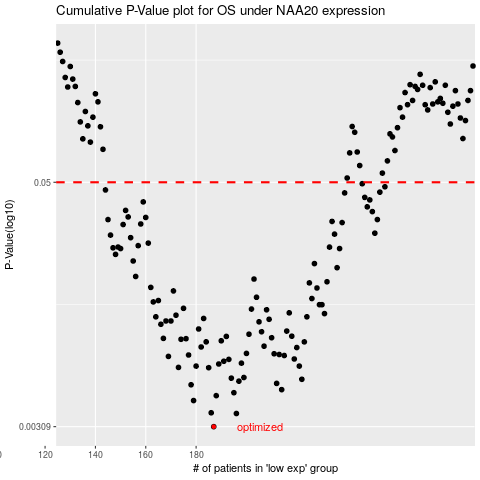 Cumulative P-Value plot for OS under NAA20 expression
P-Value(log10)
0.05
0.00309
optimized
0 120 140 160 180
# of patients in 'low exp' group